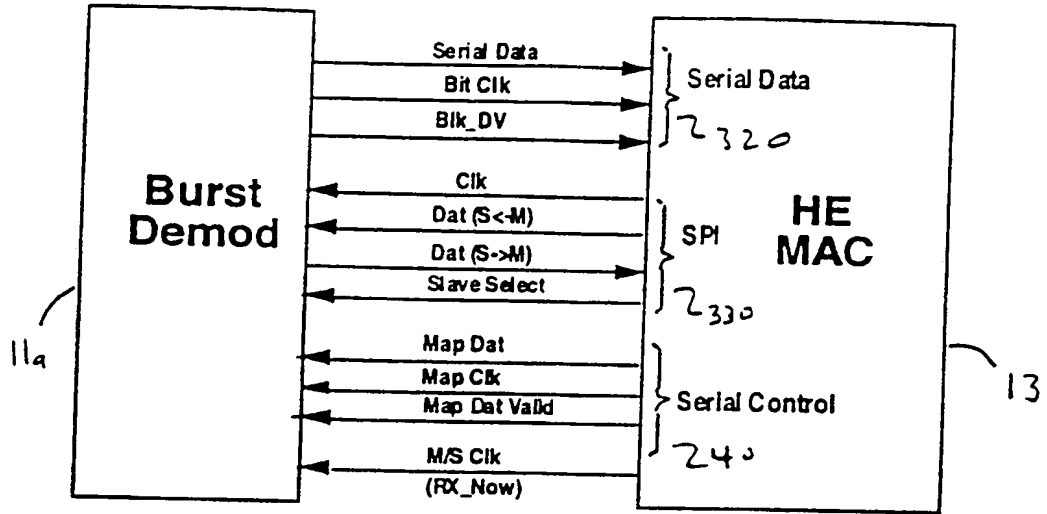 Burst
Demod
Serial Data
Bit Clk
Blk_DV
Clk
Dat (S<-M)
Dat (S->M)
Slave Select
Map Dat
Map Clk
Map Dat Valid
M/S Clk
(RX_Now)
Serial Data
320
HE
MAC
SPI
330
Serial Control
40
11a
13